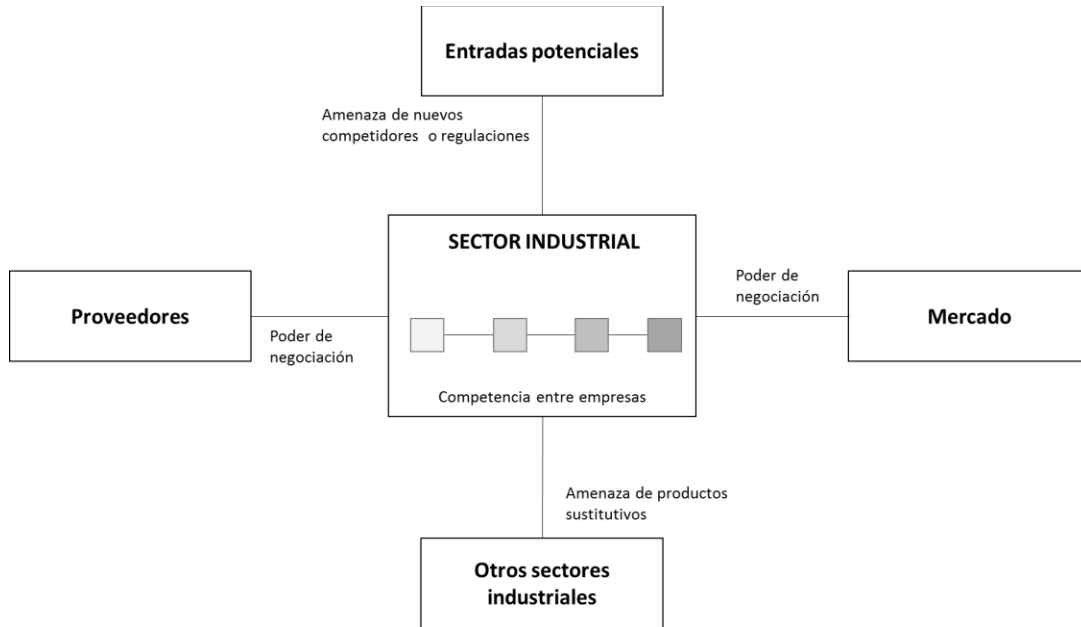 Entradas potenciales
Amenaza de nuevos
competidores o regulaciones
SECTOR INDUSTRIAL
Poder de
negociación
Proveedores
Mercado
Poder de
negociación
Competencia entre empresas
Amenaza de productos
sustitutivos
Otros sectores
industriales